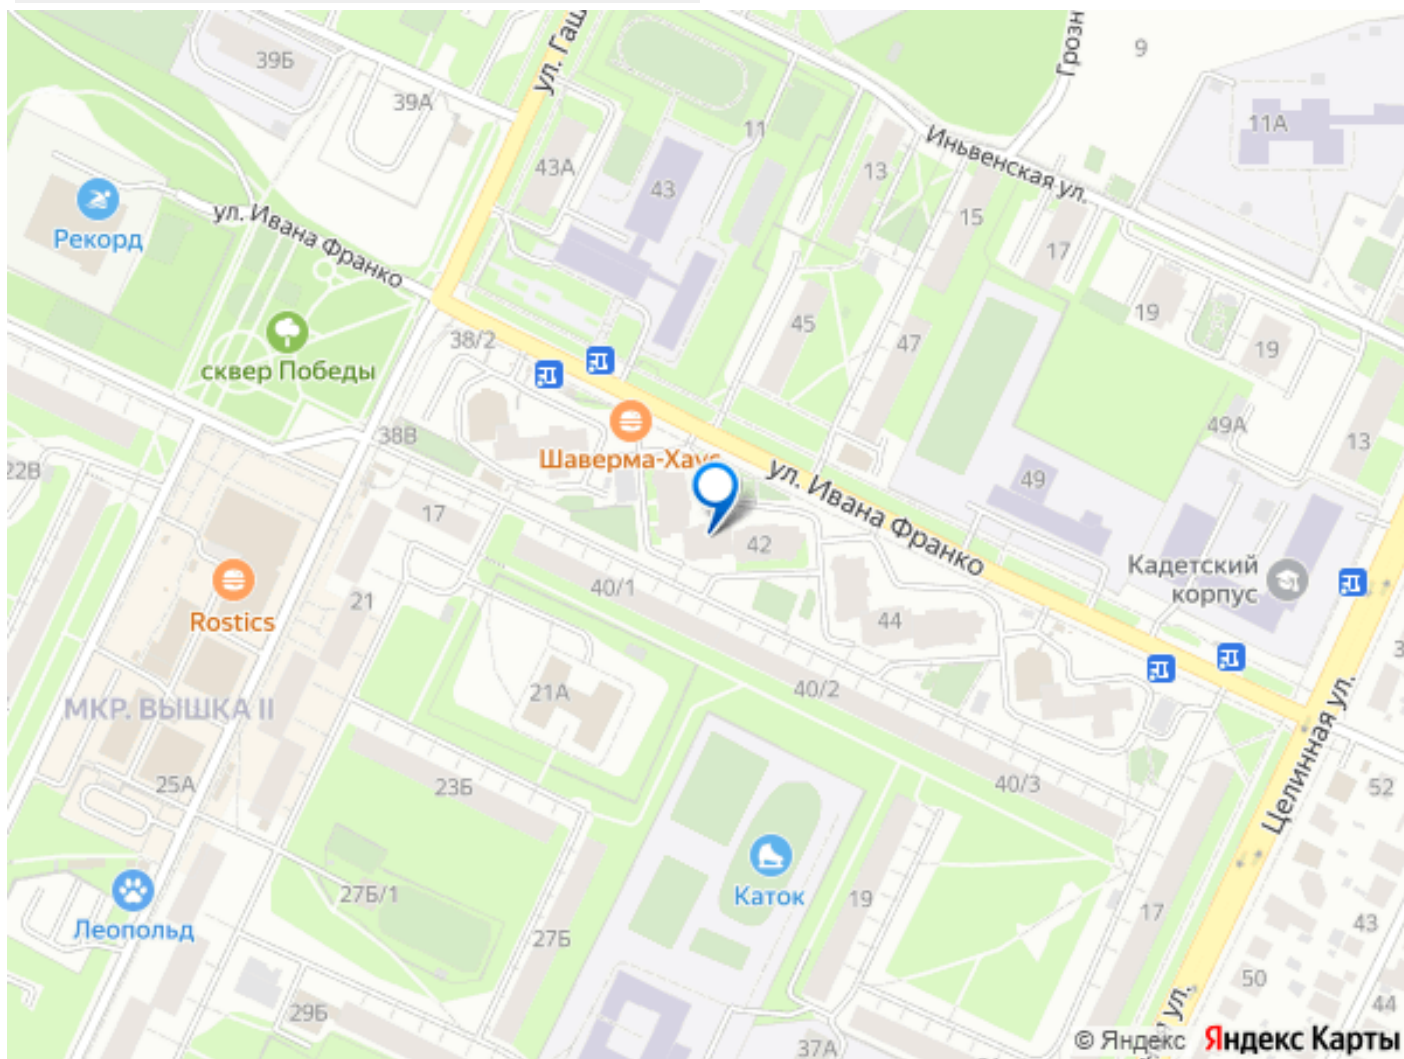 39Б
39А
ул. Гаш
Грозн
9
11А
11
43А
43
13
Иньвенская ул.
15
17
19
19
Рекорд
ул. Ивана Франко
сквер Победы
38/2
45
47
49А
13
38В
Шаверма-Хаус
ул. Ивана Франко
49
22В
17
42
Кадетский
корпус
40/1
44
Rostics
21
21А
40/2
МКР. ВЫШКА II
25А
23Б
40/3
Целинная ул.
52
Каток
27Б/1
19
17
43
Леопольд
27Б
50
44
29Б
37А
ул.
© Яндекс Яндекс Карты